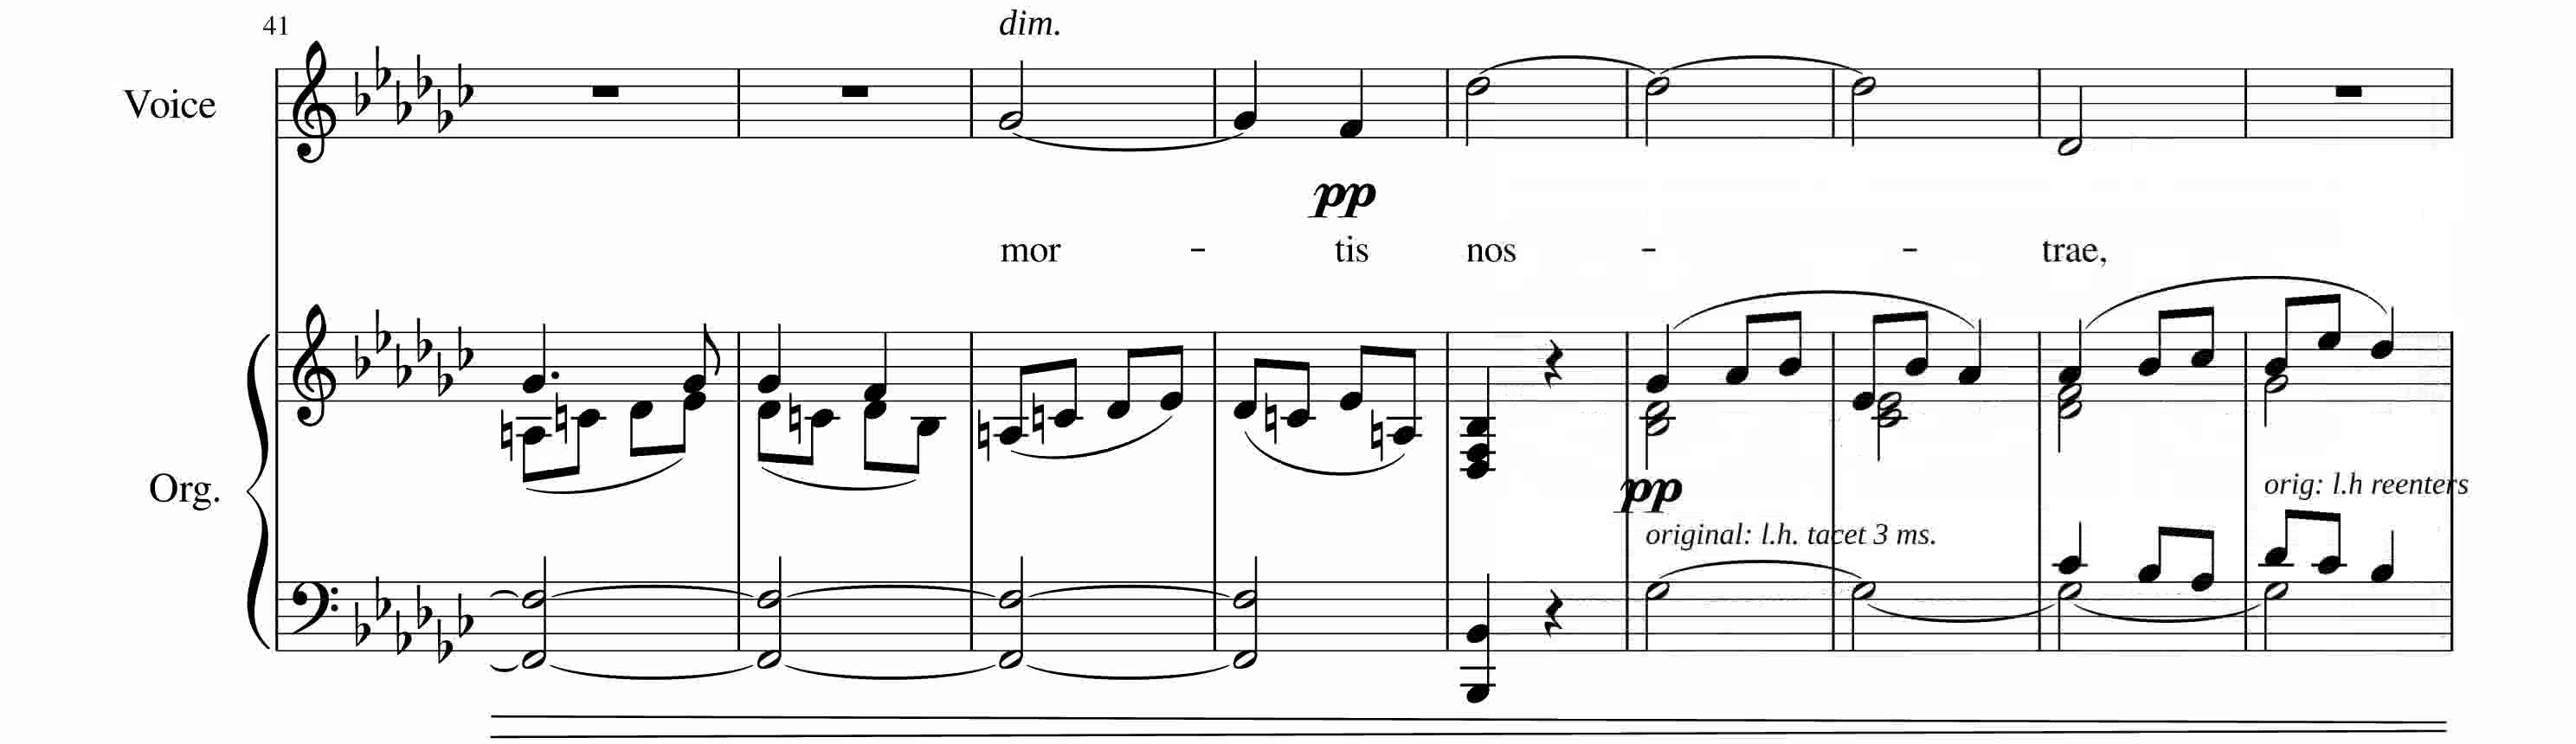 41
dim.
Voice
pp
mor - tis nos - - trae,
Org.
pp
orig: l.h reenters
original: l.h. tacet 3 ms.